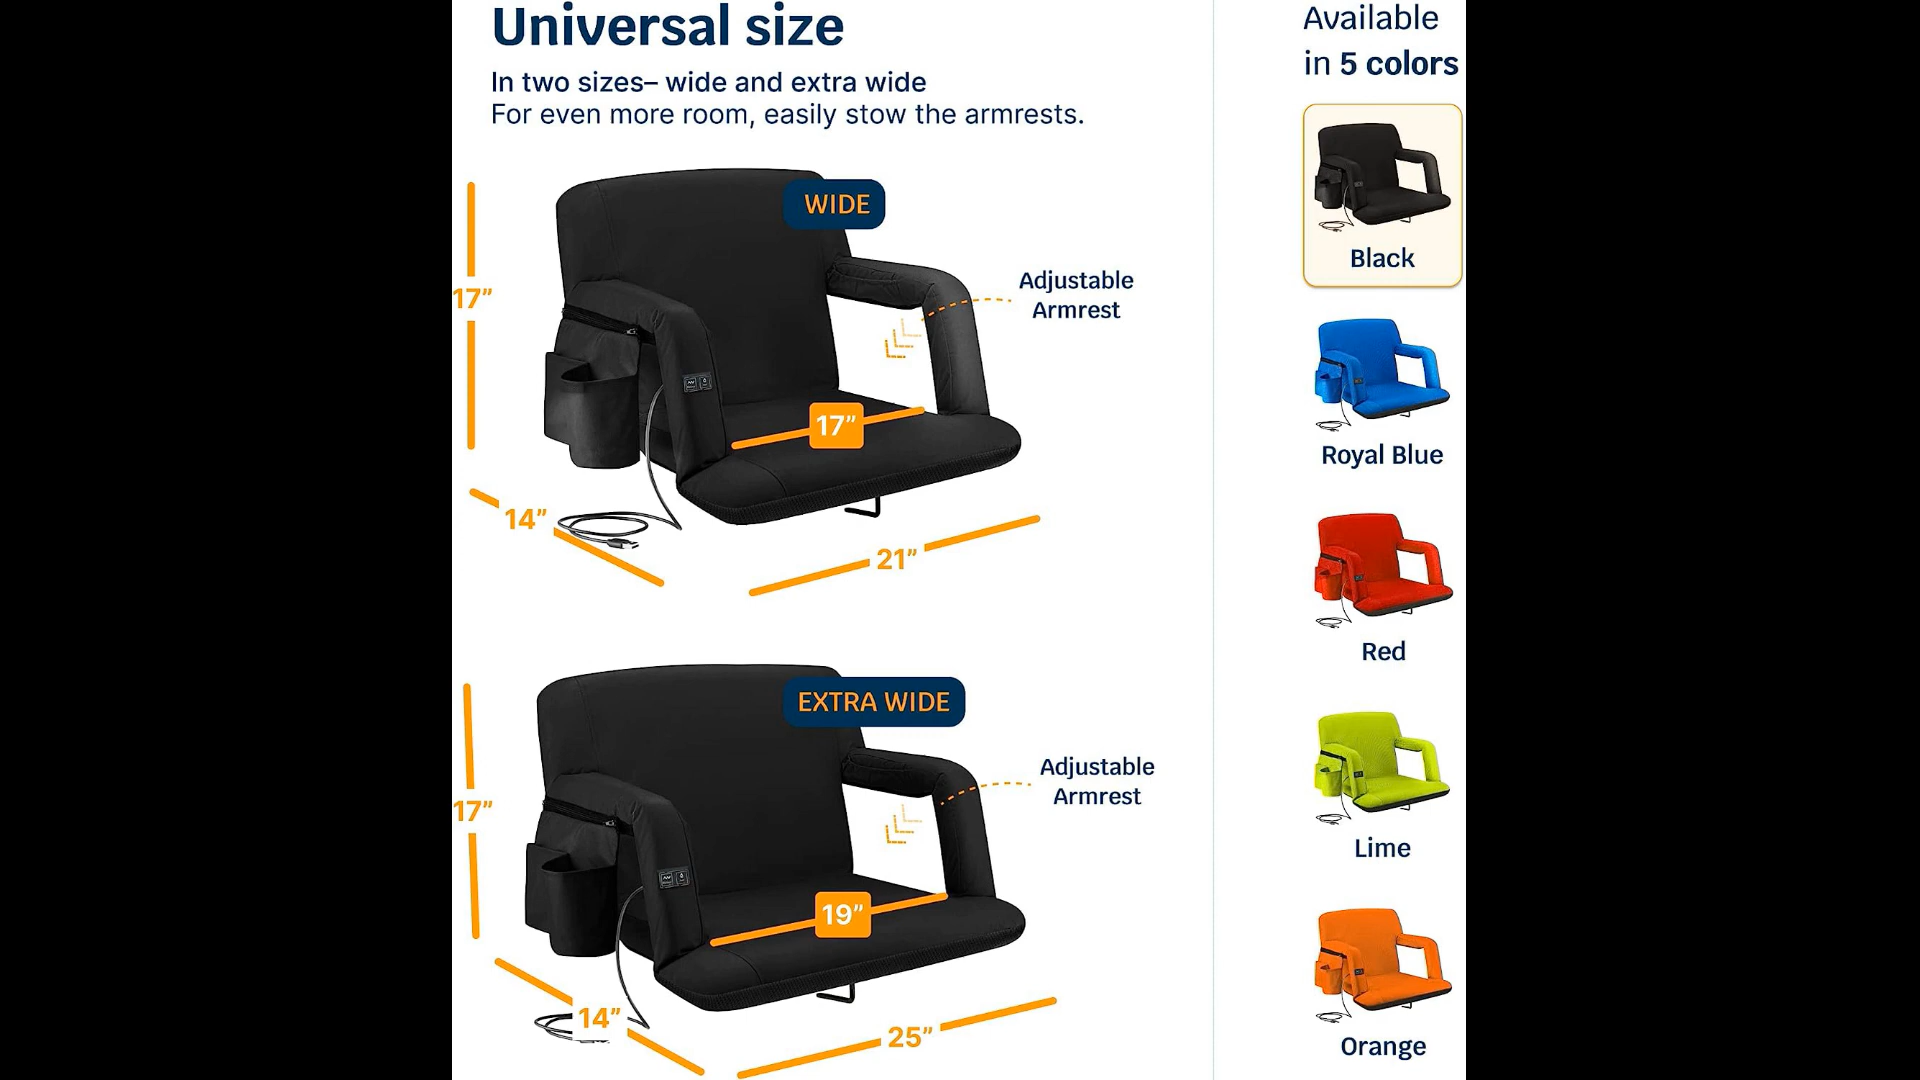 Universal size
In two sizes– wide and extra wide
For even more room, easily stow the armrests.
WIDE
Adjustable
Armrest
17”
17”
14”
21”
EXTRA WIDE
Adjustable
Armrest
17”
19”
14”
25”
Available
in 5 colors
Black
Royal Blue
Red
Lime
Orange